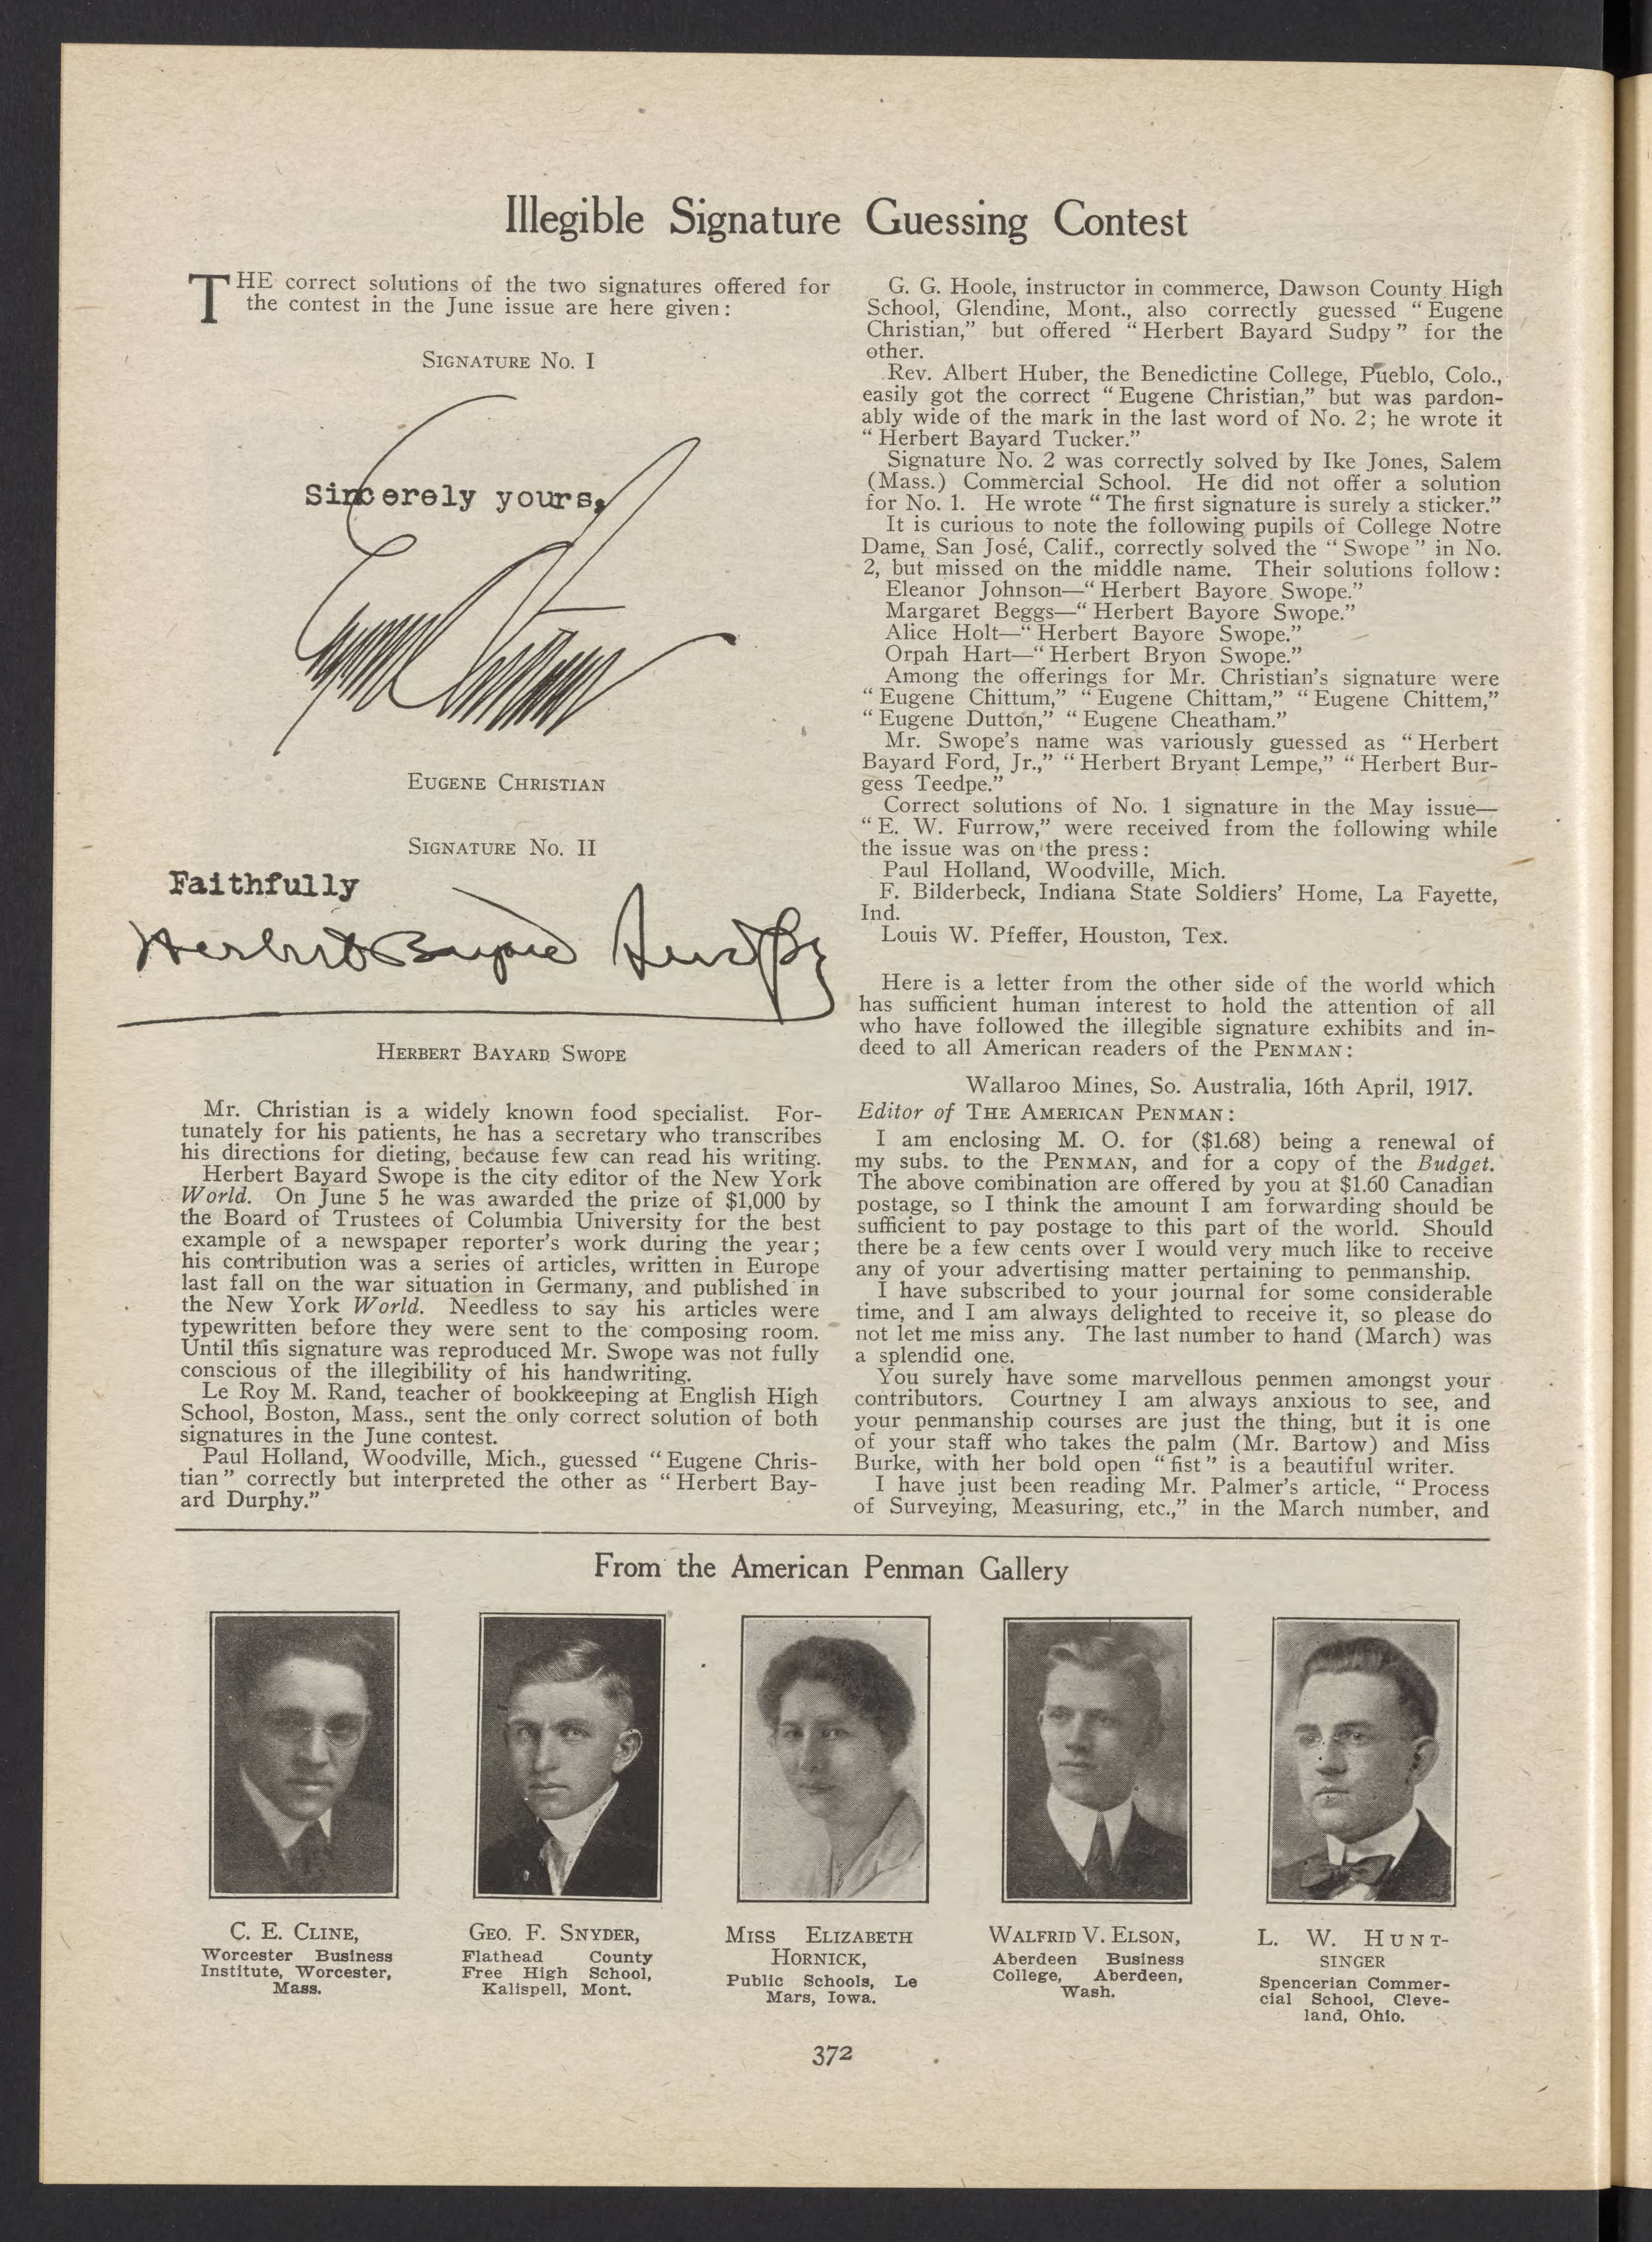 Illegible Signature Guessing Contest
THE correct solutions of the two signatures offered for
the contest in the June issue are here given:
SIGNATURE No. I
Sincerely yours,
EUGENE CHRISTIAN
SIGNATURE No. II
Faithfully
Herbert Bayard Swope
HERBERT BAYARD SWOPE
Mr. Christian is a widely known food specialist. For-
tunately for his patients, he has a secretary who transcribes
his directions for dieting, because few can read his writing.
Herbert Bayard Swope is the city editor of the New York
World. On June 5 he was awarded the prize of $1,000 by
the Board of Trustees of Columbia University for the best
example of a newspaper reporter's work during the year;
his contribution was a series of articles, written in Europe
last fall on the war situation in Germany, and published in
the New York World. Needless to say his articles were
typewritten before they were sent to the composing room.
Until this signature was reproduced Mr. Swope was not fully
conscious of the illegibility of his handwriting.
Le Roy M. Rand, teacher of bookkeeping at English High
School, Boston, Mass., sent the only correct solution of both
signatures in the June contest.
Paul Holland, Woodville, Mich., guessed "Eugene Chris-
tian" correctly but interpreted the other as "Herbert Bay-
ard Durphy."
G. G. Hoole, instructor in commerce, Dawson County High
School, Glendine, Mont., also correctly guessed "Eugene
Christian," but offered "Herbert Bayard Sudpy" for the
other.
Rev. Albert Huber, the Benedictine College, Pueblo, Colo.,
easily got the correct "Eugene Christian," but was pardon-
ably wide of the mark in the last word of No. 2; he wrote it
"Herbert Bayard Tucker."
Signature No. 2 was correctly solved by Ike Jones, Salem
(Mass.) Commercial School. He did not offer a solution
for No. 1. He wrote "The first signature is surely a sticker."
It is curious to note the following pupils of College Notre
Dame, San José, Calif., correctly solved the "Swope" in No.
2, but missed on the middle name. Their solutions follow:
Eleanor Johnson—"Herbert Bayore Swope."
Margaret Beggs—"Herbert Bayore Swope."
Alice Holt—"Herbert Bayore Swope."
Orpah Hart—"Herbert Bryon Swope."
Among the offerings for Mr. Christian's signature were
"Eugene Chittum," "Eugene Chittam," "Eugene Chittem,"
"Eugene Dutton," "Eugene Cheatham."
Mr. Swope's name was variously guessed as "Herbert
Bayard Ford, Jr.," "Herbert Bryant Lempe," "Herbert Bur-
gess Teedpe."
Correct solutions of No. 1 signature in the May issue—
"E. W. Furrow," were received from the following while
the issue was on the press:
Paul Holland, Woodville, Mich.
F. Bilderbeck, Indiana State Soldiers' Home, La Fayette,
Ind.
Louis W. Pfeffer, Houston, Tex.
Here is a letter from the other side of the world which
has sufficient human interest to hold the attention of all
who have followed the illegible signature exhibits and in-
deed to all American readers of the PENMAN:
Wallaroo Mines, So. Australia, 16th April, 1917.
Editor of THE AMERICAN PENMAN:
I am enclosing M. O. for ($1.68) being a renewal of
my subs. to the PENMAN, and for a copy of the Budget.
The above combination are offered by you at $1.60 Canadian
postage, so I think the amount I am forwarding should be
sufficient to pay postage to this part of the world. Should
there be a few cents over I would very much like to receive
any of your advertising matter pertaining to penmanship.
I have subscribed to your journal for some considerable
time, and I am always delighted to receive it, so please do
not let me miss any. The last number to hand (March) was
a splendid one.
You surely have some marvellous penmen amongst your
contributors. Courtney I am always anxious to see, and
your penmanship courses are just the thing, but it is one
of your staff who takes the palm (Mr. Bartow) and Miss
Burke, with her bold open "fist" is a beautiful writer.
I have just been reading Mr. Palmer's article, "Process
of Surveying, Measuring, etc.," in the March number, and
From the American Penman Gallery
C. E. CLINE,
Worcester Business
Institute, Worcester,
Mass.
GEO. F. SNYDER,
Flathead County
Free High School,
Kalispell, Mont.
MISS ELIZABETH
HORNICK,
Public Schools, Le
Mars, Iowa.
WALFRID V. ELSON,
Aberdeen Business
College, Aberdeen,
Wash.
L. W. HUNT-
SINGER
Spencerian Commer-
cial School, Cleve-
land, Ohio.
372